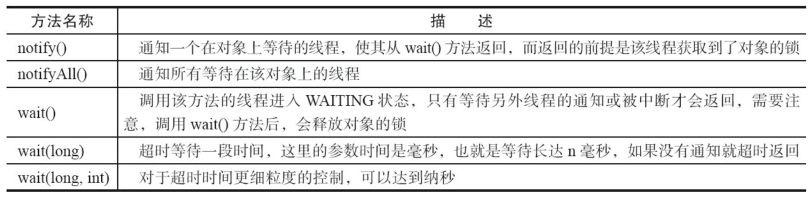 方法名称 描 述
notify() 通知一个在对象上等待的线程，使其从 wait() 方法返回，而返回的前提是该线程获取到了对象的锁
notifyAll() 通知所有等待在该对象上的线程
wait() 调用该方法的线程进入 WAITING 状态，只有等待另外线程的通知或被中断才会返回，需要注
意，调用 wait() 方法后，会释放对象的锁
wait(long) 超时等待一段时间，这里的参数时间是毫秒，也就是等待长达 n 毫秒，如果没有通知就超时返回
wait(long, int) 对于超时时间更细粒度的控制，可以达到纳秒